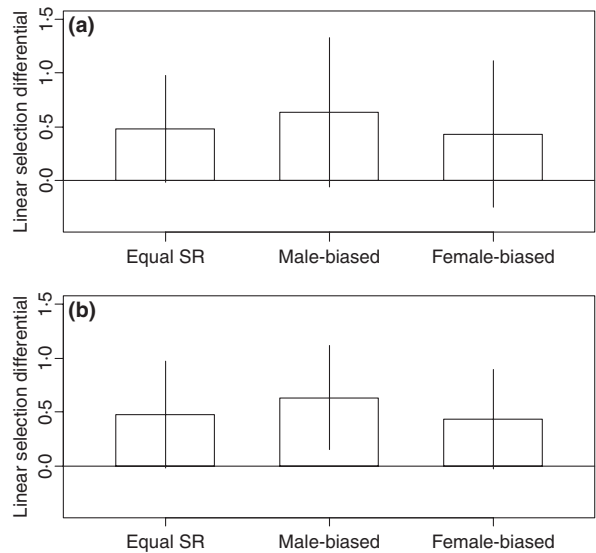 (a)
Linear selection differential
1·5
1·0
0·5
0·0
Equal SR Male-biased Female-biased
(b)
Linear selection differential
1·5
1·0
0·5
0·0
Equal SR Male-biased Female-biased